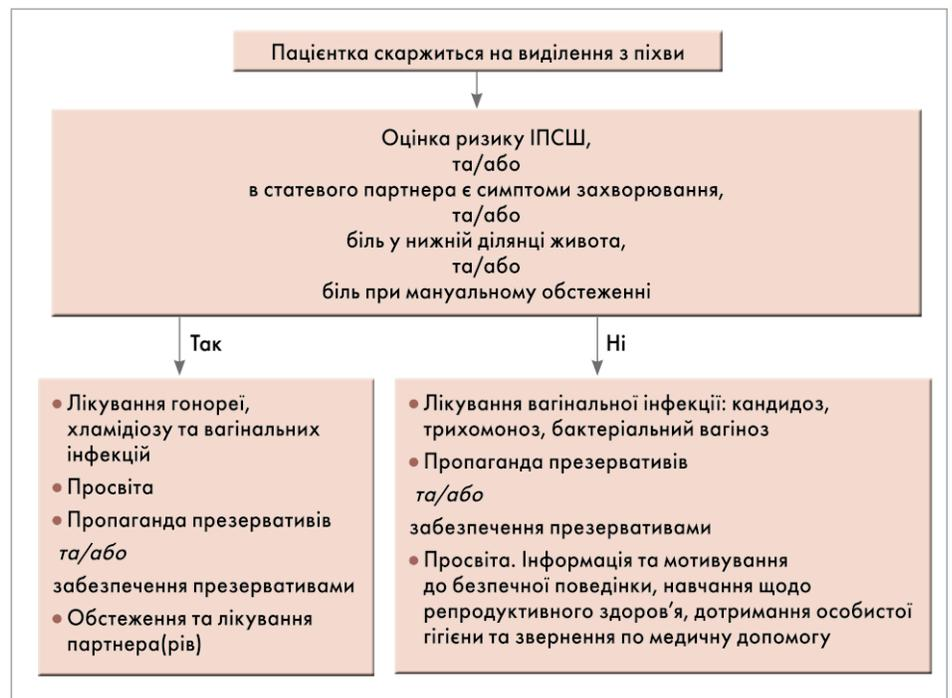 Пацієнтка скаржиться на виділення з піхви
Оцінка ризику ІПСШ,
та/або
в статевого партнера є симптоми захворювання,
та/або
біль у нижній ділянці живота,
та/або
біль при мануальному обстеженні
Так
Ні
• Лікування гонореї,
хламідіозу та вагінальних
інфекцій
• Просвіта
• Пропаганда презервативів
та/або
забезпечення презервативами
• Обстеження та лікування
партнера(рів)
• Лікування вагінальної інфекції: кандидоз,
трихомоноз, бактеріальний вагіноз
• Пропаганда презервативів
та/або
забезпечення презервативами
• Просвіта. Інформація та мотивування
до безпечної поведінки, навчання щодо
репродуктивного здоров’я, дотримання особистої
гігієни та звернення по медичну допомогу